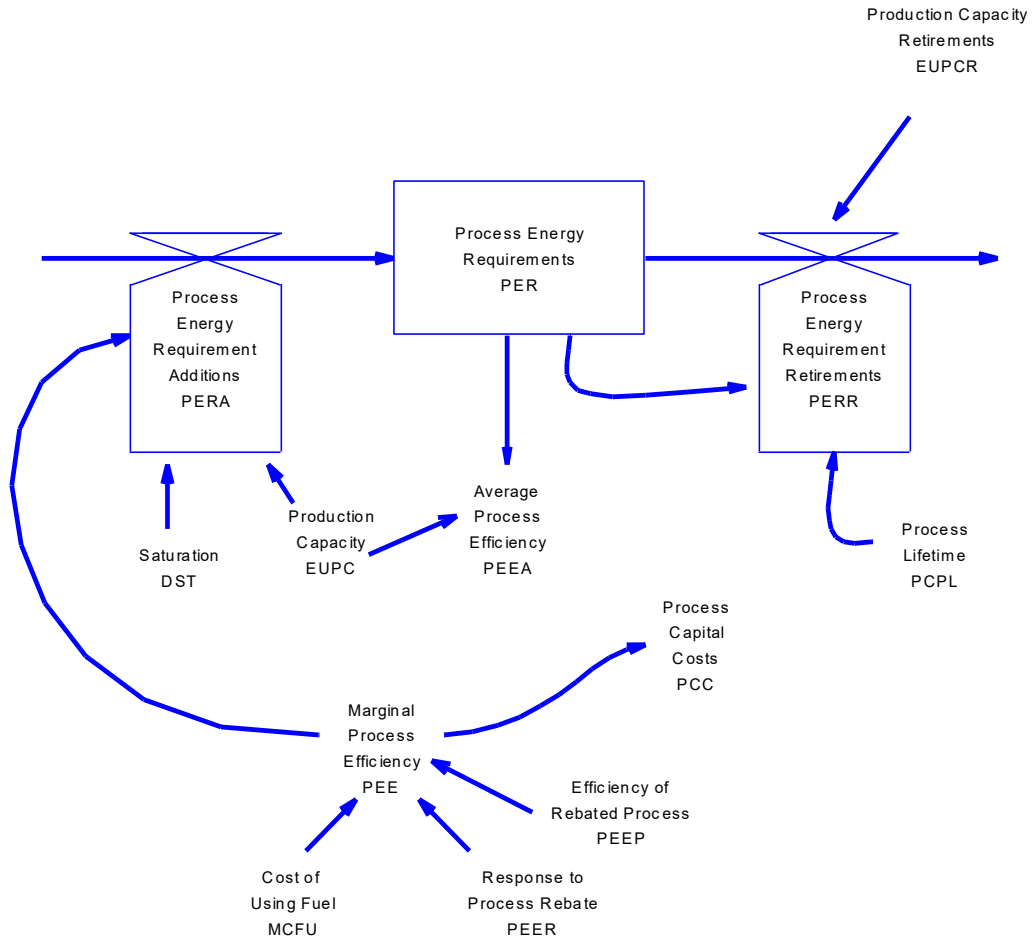 Production Capacity
Retirements
EUPCR
Process Energy
Requirements
PER
Process
Energy
Requirement
Additions
PERA
Process
Energy
Requirement
Retirements
PERR
Saturation
DST
Production
Capacity
EUPC
Average
Process
Efficiency
PEEA
Process
Lifetime
PCPL
Process
Capital
Costs
PCC
Marginal
Process
Efficiency
PEE
Efficiency of
Rebated Process
PEEP
Cost of
Using Fuel
MCFU
Response to
Process Rebate
PEER